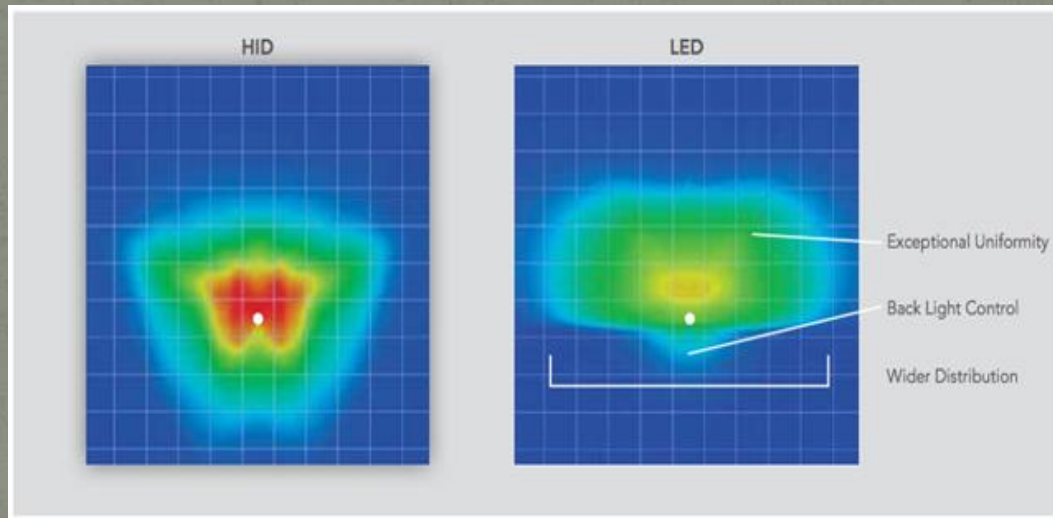 HID
LED
Exceptional Uniformity
Back Light Control
Wider Distribution